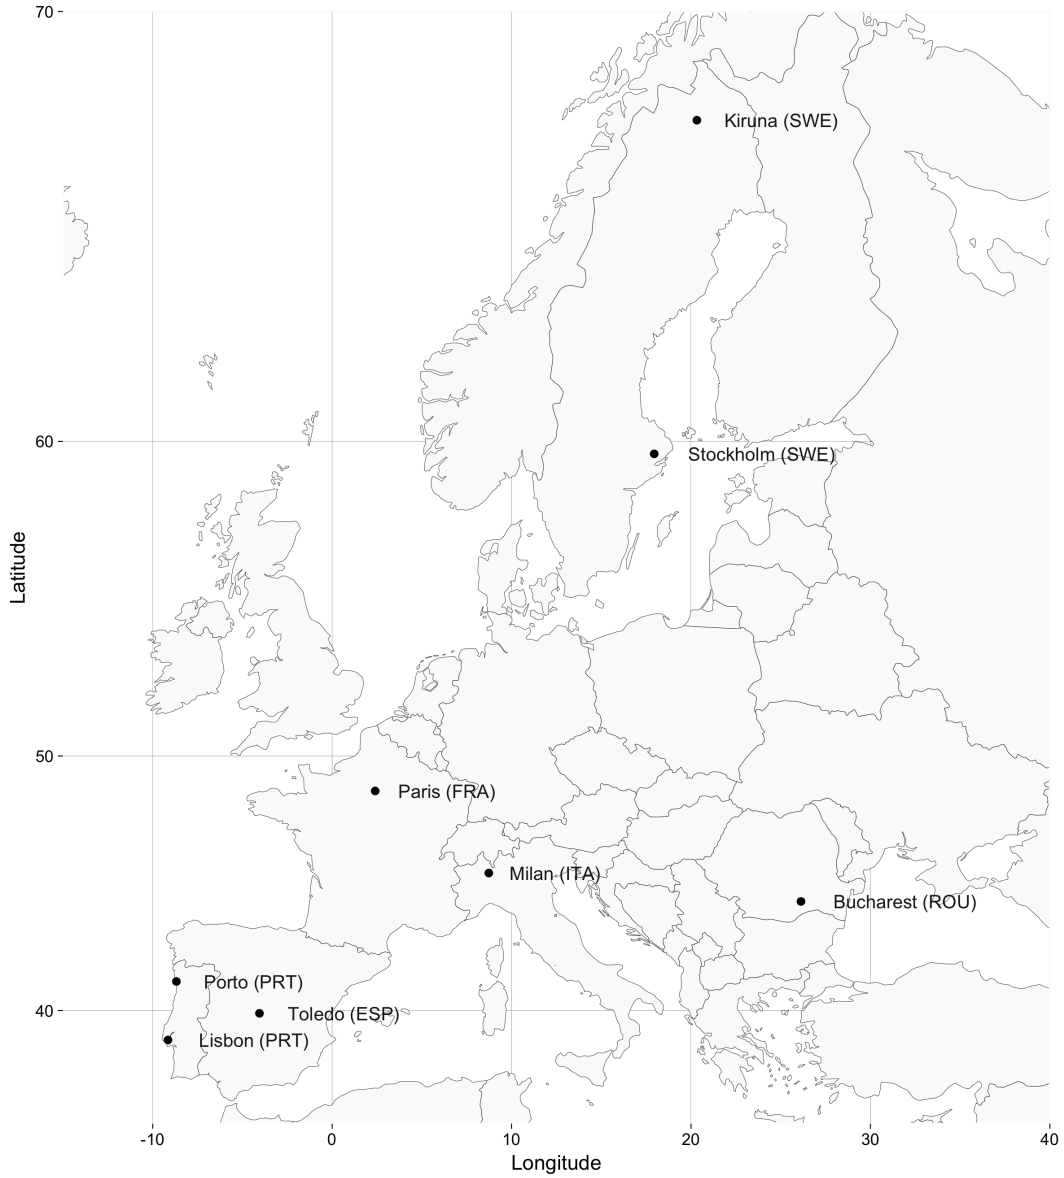 70
Kiruna (SWE)
60
Stockholm (SWE)
Latitude
50
Paris (FRA)
Milan (ITA)
Bucharest (ROU)
Porto (PRT)
40
Toledo (ESP)
Lisbon (PRT)
-10
0
10
20
30
40
Longitude